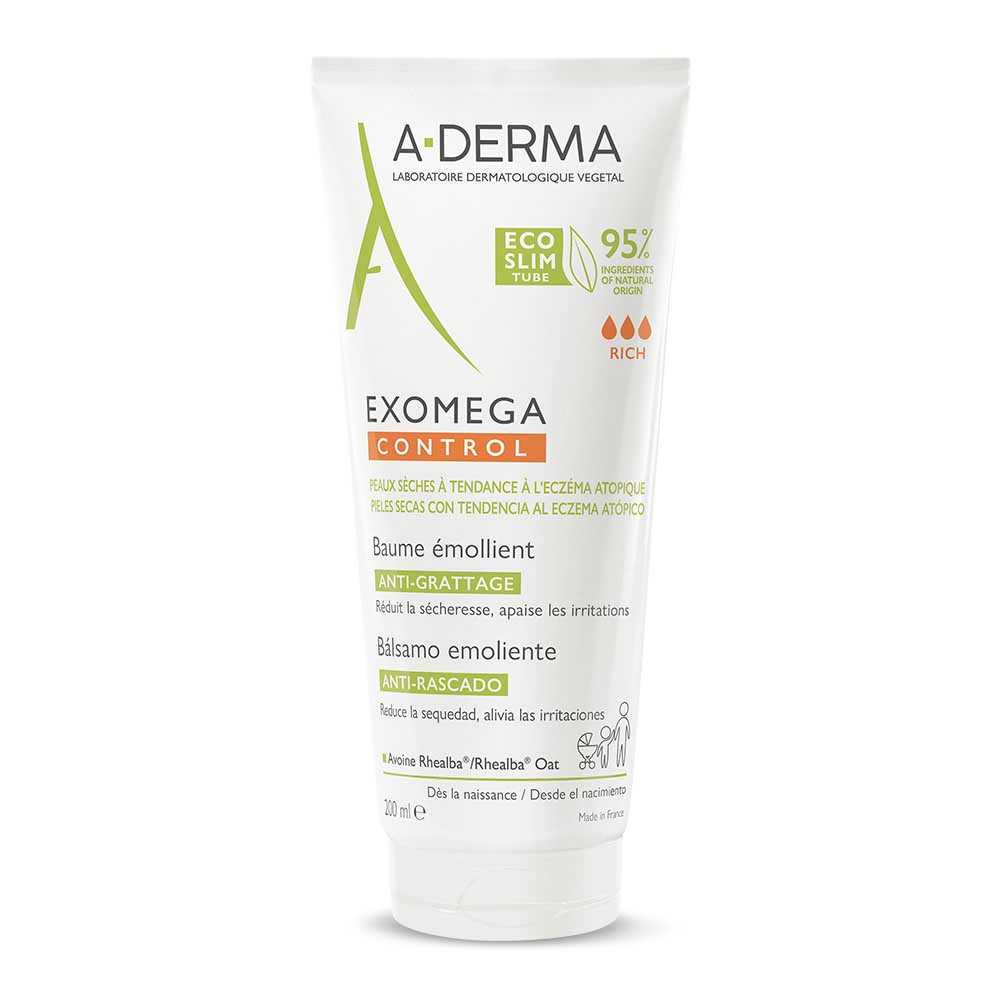 A·DERMA
LABORATOIRE DERMATOLOGIQUE VEGETAL
ECO
SLIM
TUBE
95%
INGREDIENTS
OF NATURAL
ORIGIN
RICH
EXOMEGA
CONTROL
PEAUX SÈCHES À TENDANCE À L'ECZÉMA ATOPIQUE
PIELES SECAS CON TENDENCIA AL ECZEMA ATÓPICO
Baume émollient
ANTI-GRATTAGE
Réduit la sécheresse, apaise les irritations
Bálsamo emoliente
ANTI-RASCADO
Reduce la sequedad, alivia las irritaciones
Avoine Rhealba®/Rhealba® Oat
Dès la naissance / Desde el nacimiento
200 ml ℮
Made in France